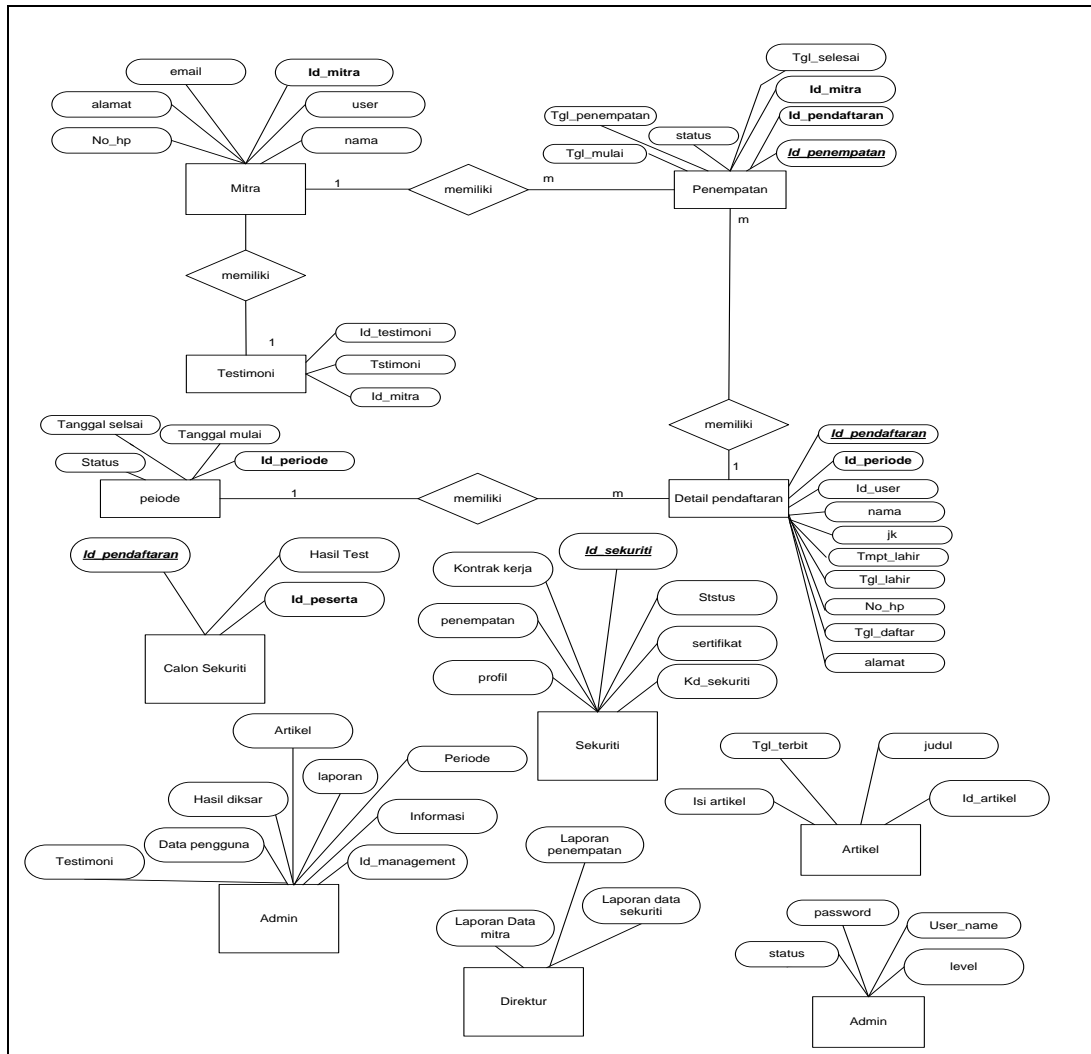 email
Id_mitra
alamat
user
No_hp
nama
Mitra
1
memiliki
m
Tgl_selesai
Id_mitra
Tgl_penempatan
Id_pendaftaran
status
Tgl_mulai
Id_penempatan
Penempatan
m
memiliki
1
Testimoni
Id_testimoni
Tstimoni
Id_mitra
memiliki
1
Tanggal selsai
Tanggal mulai
Status
Id_periode
peiode
1
memiliki
m
Detail pendaftaran
Id_pendaftaran
Id_periode
Id_user
nama
jk
Tmpt_lahir
Tgl_lahir
No_hp
Tgl_daftar
alamat
Id_pendaftaran
Hasil Test
Id_peserta
Calon Sekuriti
Id_sekuriti
Kontrak kerja
Ststus
penempatan
sertifikat
profil
Kd_sekuriti
Sekuriti
Artikel
Periode
laporan
Hasil diksar
Informasi
Data pengguna
Id_management
Testimoni
Admin
Tgl_terbit
judul
Isi artikel
Id_artikel
Artikel
Laporan
penempatan
Laporan data
sekuriti
Laporan Data
mitra
Direktur
password
User_name
status
level
Admin